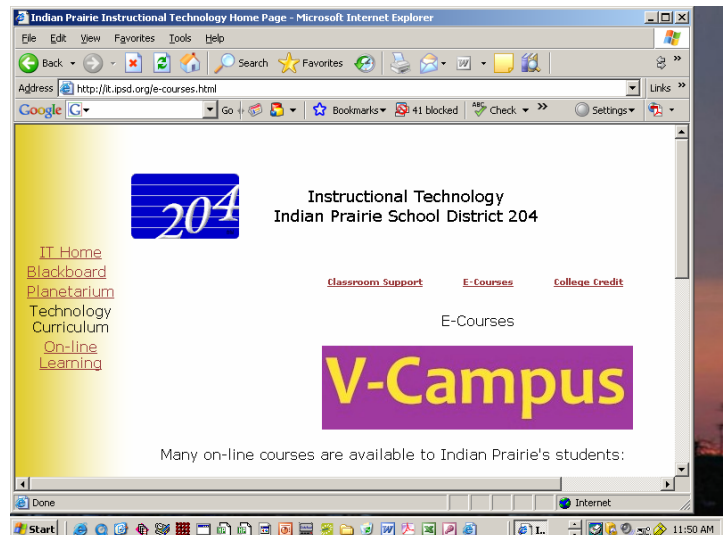 Indian Prairie Instructional Technology Home Page - Microsoft Internet Explorer
File Edit View Favorites Tools Help
Back Search Favorites
Address http://it.ipsd.org/e-courses.html Links »
Google G Go Bookmarks 41 blocked ABC Check » Settings
204
Instructional Technology
Indian Prairie School District 204
IT Home
Blackboard
Planetarium
Technology
Curriculum
On-line
Learning
Classroom Support E-Courses College Credit
E-Courses
V-Campus
Many on-line courses are available to Indian Prairie's students:
Done Internet
Start I... 11:50 AM